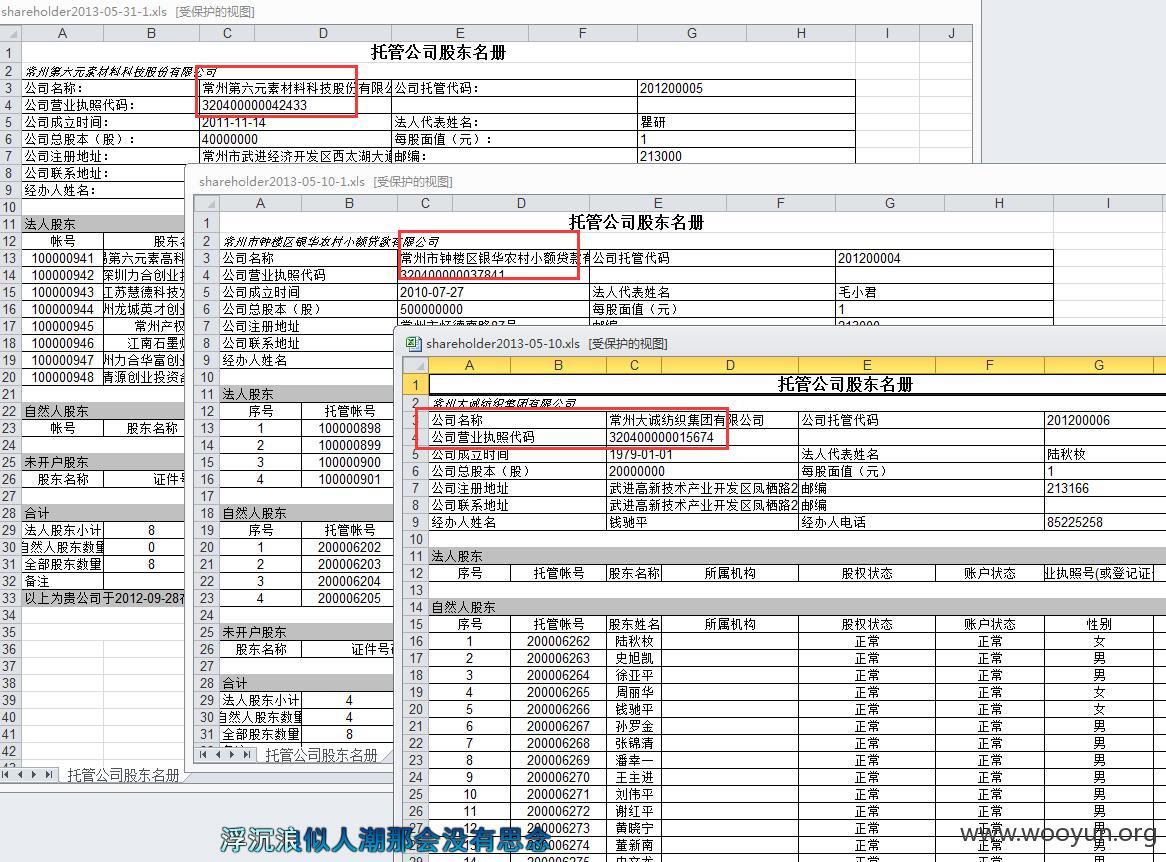 shareholder2013-05-31-1.xls [受保护的视图]
A B C D E F G H I J
1 托管公司股东名册
2 常州第六元素材料科技股份有限公司
3 公司名称: 常州第六元素材料科技股份有限公 公司托管代码: 201200005
4 公司营业执照代码: 320400000042433
5 公司成立时间: 2011-11-14 法人代表姓名: 瞿研
6 公司总股本（股）: 40000000 每股面值（元）: 1
7 公司注册地址: 常州市武进经济开发区西太湖大道 邮编: 213000
8 公司联系地址:
9 经办人姓名:
10
11 法人股东
12 帐号 股东名
13 100000941 第六元素高科
14 100000942 深圳力合创业投
15 100000943 江苏慧德科技发
16 100000944 州龙城英才创业
17 100000945 常州产权
18 100000946 江南石墨烯
19 100000947 州力合华富创业
20 100000948 清源创业投资合
21
22 自然人股东
23 帐号 股东名称
24
25 未开户股东
26 股东名称 证件号
27
28 合计
29 法人股东小计 8
30 自然人股东数量 0
31 全部股东数量 8
32 备注
33 以上为贵公司于2012-09-28在
34
35
36
37
38
39
40
41
42
托管公司股东名册
shareholder2013-05-10-1.xls [受保护的视图]
A B C D E F G H I
1 托管公司股东名册
2 常州市钟楼区银华农村小额贷款有限公司
3 公司名称 常州市钟楼区银华农村小额贷款有 公司托管代码 201200004
4 公司营业执照代码 320400000037841
5 公司成立时间 2010-07-27 法人代表姓名 毛小君
6 公司总股本（股） 500000000 每股面值（元） 1
7 公司注册地址 常州市怀德南路87号 邮编 213000
8 公司联系地址
9 经办人姓名
10
11 法人股东
12 序号 托管帐号
13 1 100000898
14 2 100000899
15 3 100000900
16 4 100000901
17
18 自然人股东
19 序号 托管帐号
20 1 200006202
21 2 200006203
22 3 200006204
23 4 200006205
24
25 未开户股东
26 股东名称 证件号
27
28 合计
29 法人股东小计 4
30 自然人股东数量 4
31 全部股东数量 8
托管公司股东名册
shareholder2013-05-10.xls [受保护的视图]
A B C D E F G
1 托管公司股东名册
2 常州大诚纺织集团有限公司
3 公司名称 常州大诚纺织集团有限公司 公司托管代码 201200006
4 公司营业执照代码 320400000015674
5 公司成立时间 1979-01-01 法人代表姓名 陆秋枚
6 公司总股本（股） 20000000 每股面值（元） 1
7 公司注册地址 武进高新技术产业开发区凤栖路2 邮编 213166
8 公司联系地址 武进高新技术产业开发区凤栖路2 邮编
9 经办人姓名 钱驰平 经办人电话 85225258
10
11 法人股东
12 序号 托管帐号 股东名称 所属机构 股权状态 账户状态 业执照号(或登记证
13
14 自然人股东
15 序号 托管帐号 股东姓名 所属机构 股权状态 账户状态 性别
16 1 200006262 陆秋枚 正常 正常 女
17 2 200006263 史旭凯 正常 正常 男
18 3 200006264 徐亚平 正常 正常 男
19 4 200006265 周丽华 正常 正常 女
20 5 200006266 钱驰平 正常 正常 女
21 6 200006267 孙罗金 正常 正常 男
22 7 200006268 张锦清 正常 正常 男
23 8 200006269 潘幸一 正常 正常 男
24 9 200006270 王主进 正常 正常 男
25 10 200006271 刘伟平 正常 正常 男
26 11 200006272 谢红平 正常 正常 男
27 12 200006273 黄晓宁 正常 正常 男
28 13 200006274 董新南 正常 正常 男
浮沉浪似人潮那会没有思念
www.wooyun.org